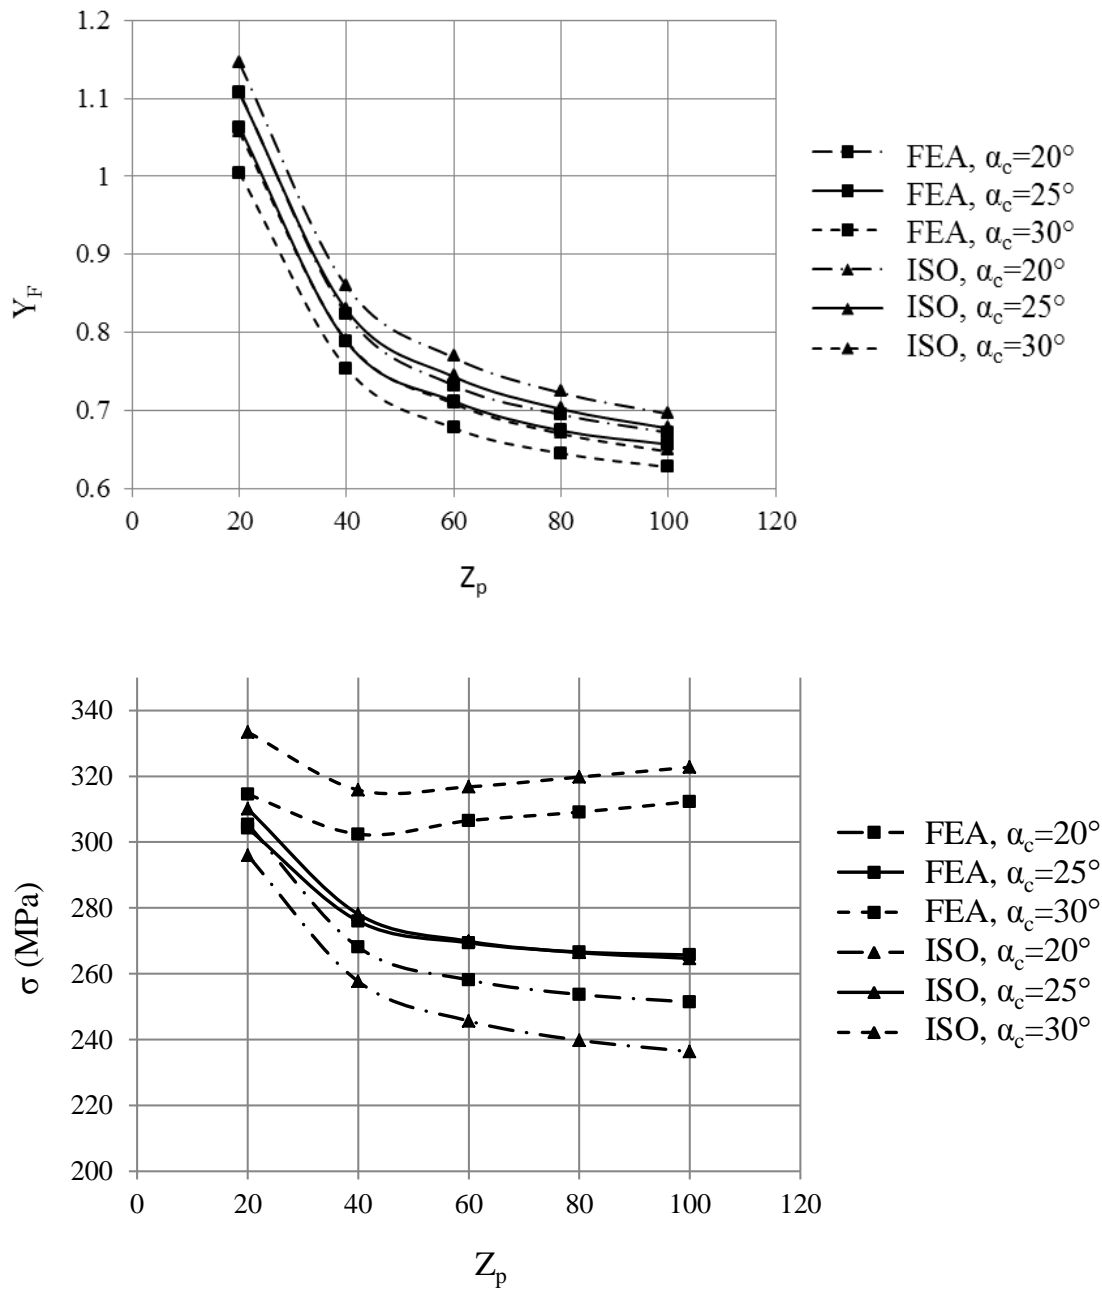 1.2
1.1
1
0.9
0.8
0.7
0.6
0 20 40 60 80 100 120
Y_F
Z_p
FEA, α_c=20°
FEA, α_c=25°
FEA, α_c=30°
ISO, α_c=20°
ISO, α_c=25°
ISO, α_c=30°
340
320
300
280
260
240
220
200
0 20 40 60 80 100 120
σ (MPa)
Z_p
FEA, α_c=20°
FEA, α_c=25°
FEA, α_c=30°
ISO, α_c=20°
ISO, α_c=25°
ISO, α_c=30°